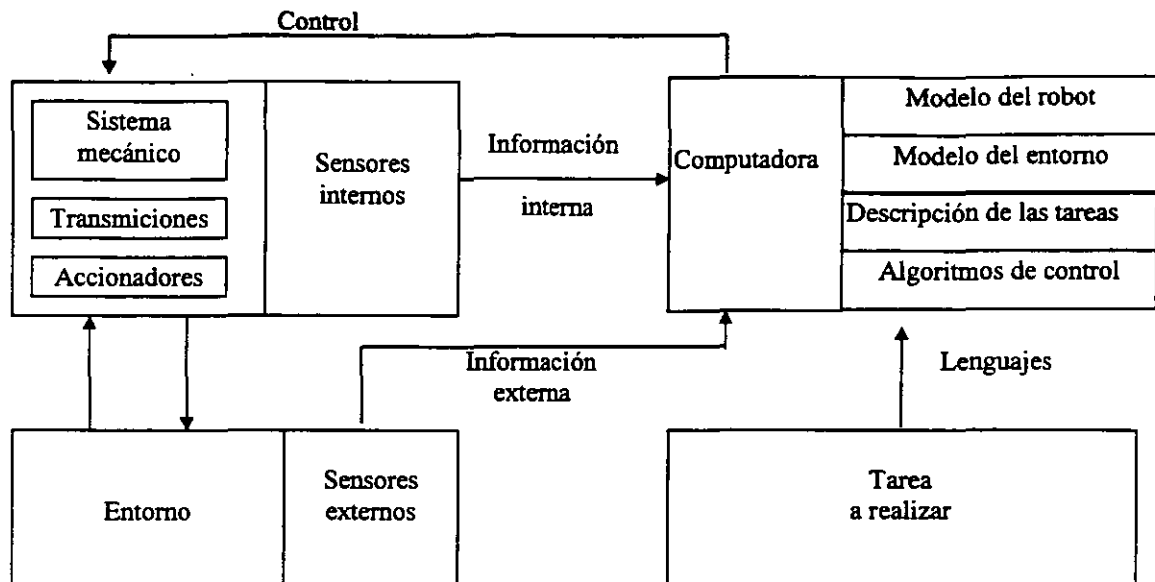 Control
Sistema
mecánico
Transmiciones
Accionadores
Sensores
internos
Información
interna
Computadora
Modelo del robot
Modelo del entorno
Descripción de las tareas
Algoritmos de control
Información
externa
Lenguajes
Entorno
Sensores
externos
Tarea
a realizar